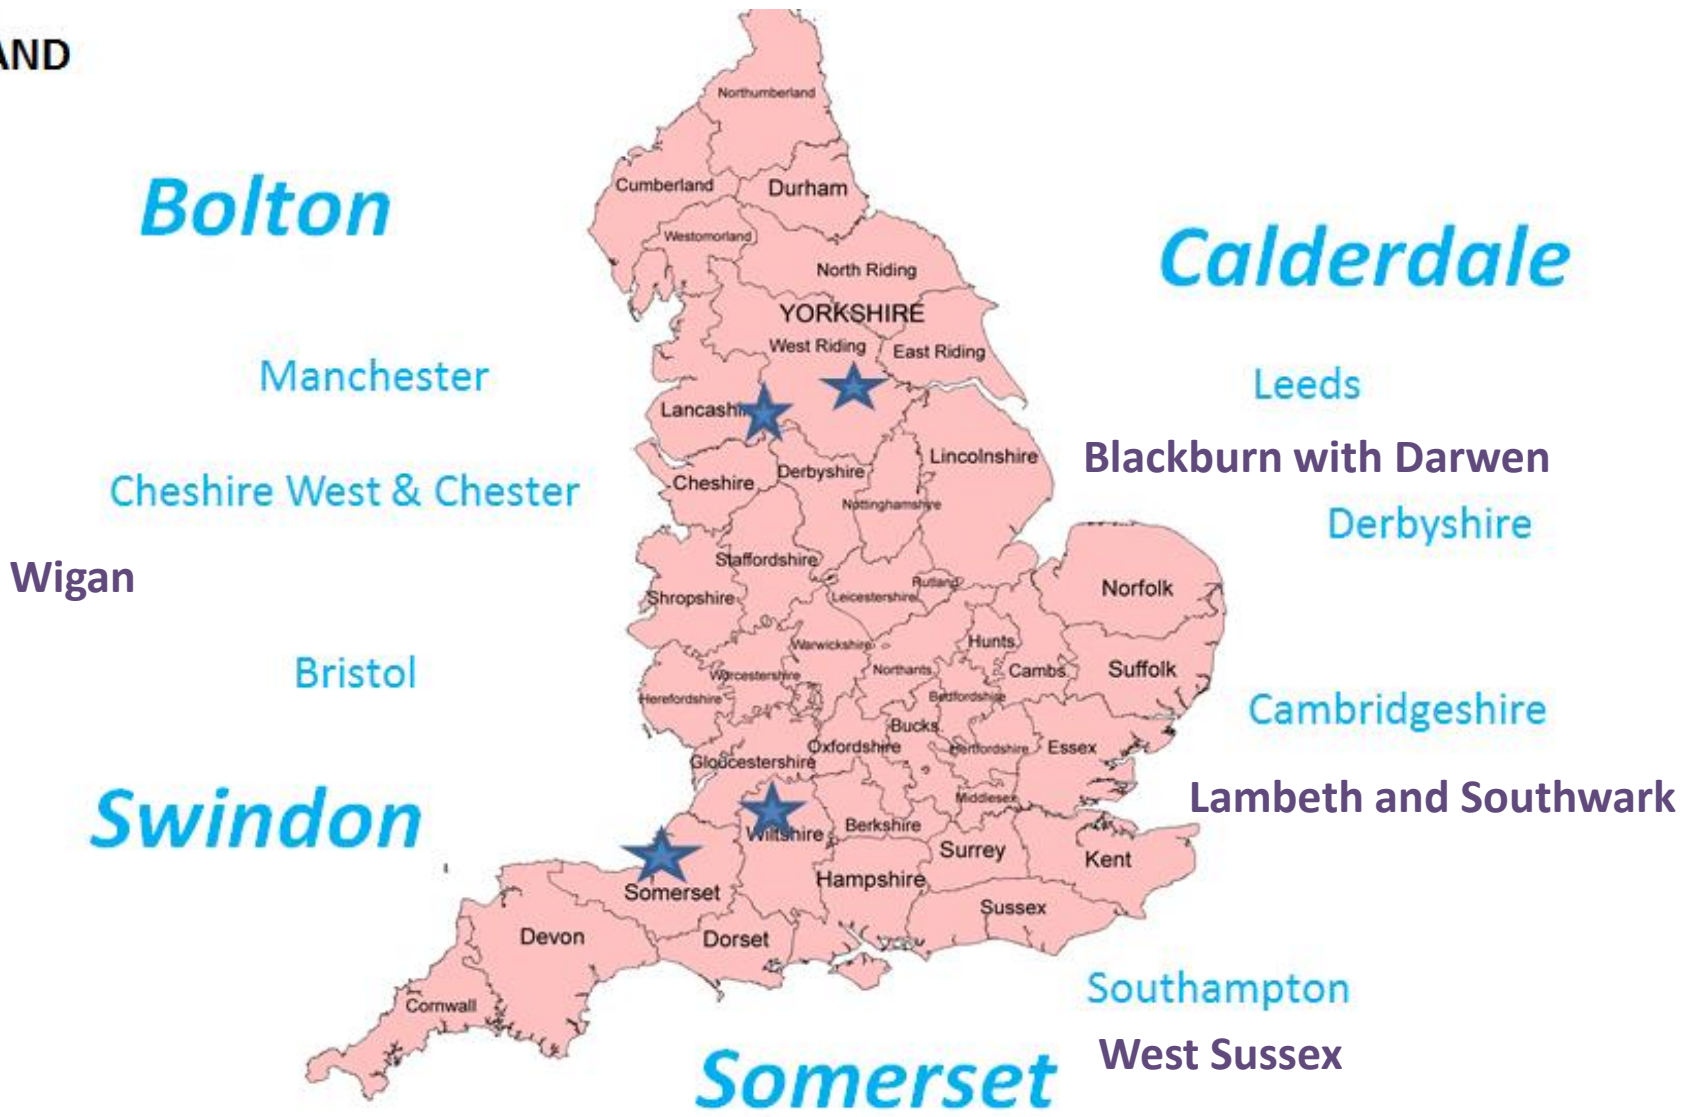 AND
Northumberland
Bolton
Cumberland
Durham
Westomorland
North Riding
Calderdale
YORKSHIRE
West Riding
East Riding
Manchester
Leeds
Lancashi
Lincolnshire
Blackburn with Darwen
Derbyshire
Cheshire
Cheshire West & Chester
Nottinghamshire
Derbyshire
Staffordshire
Wigan
Rutland
Norfolk
Shropshire
Leicestershire
Hunts
Warwickshire
Bristol
Worcestershire
Northants
Cambs
Suffolk
Herefordshire
Bedfordshire
Cambridgeshire
Bucks
Oxfordshire
Hertfordshire
Essex
Gloucestershire
Middlesex
Lambeth and Southwark
Swindon
Wiltshire
Berkshire
Surrey
Kent
Somerset
Hampshire
Sussex
Devon
Dorset
Southampton
Cornwall
West Sussex
Somerset